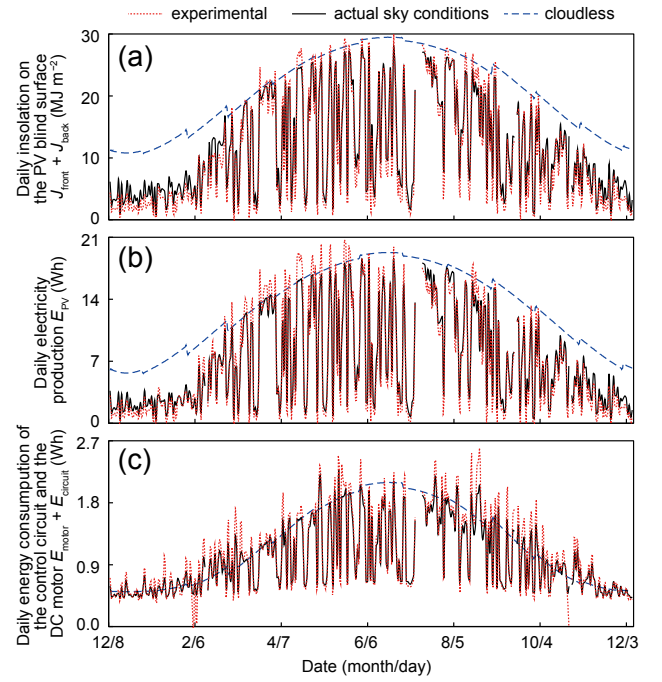 experimental actual sky conditions cloudless
(a)
Daily insolation on
the PV blind surface
J_front + J_back (MJ m⁻²)
30
20
10
0
(b)
Daily electricity
production E_PV (Wh)
21
14
7
0
(c)
Daily energy consumption of
the control circuit and the
DC motor E_motor + E_circuit (Wh)
2.7
1.8
0.9
0.0
12/8 2/6 4/7 6/6 8/5 10/4 12/3
Date (month/day)